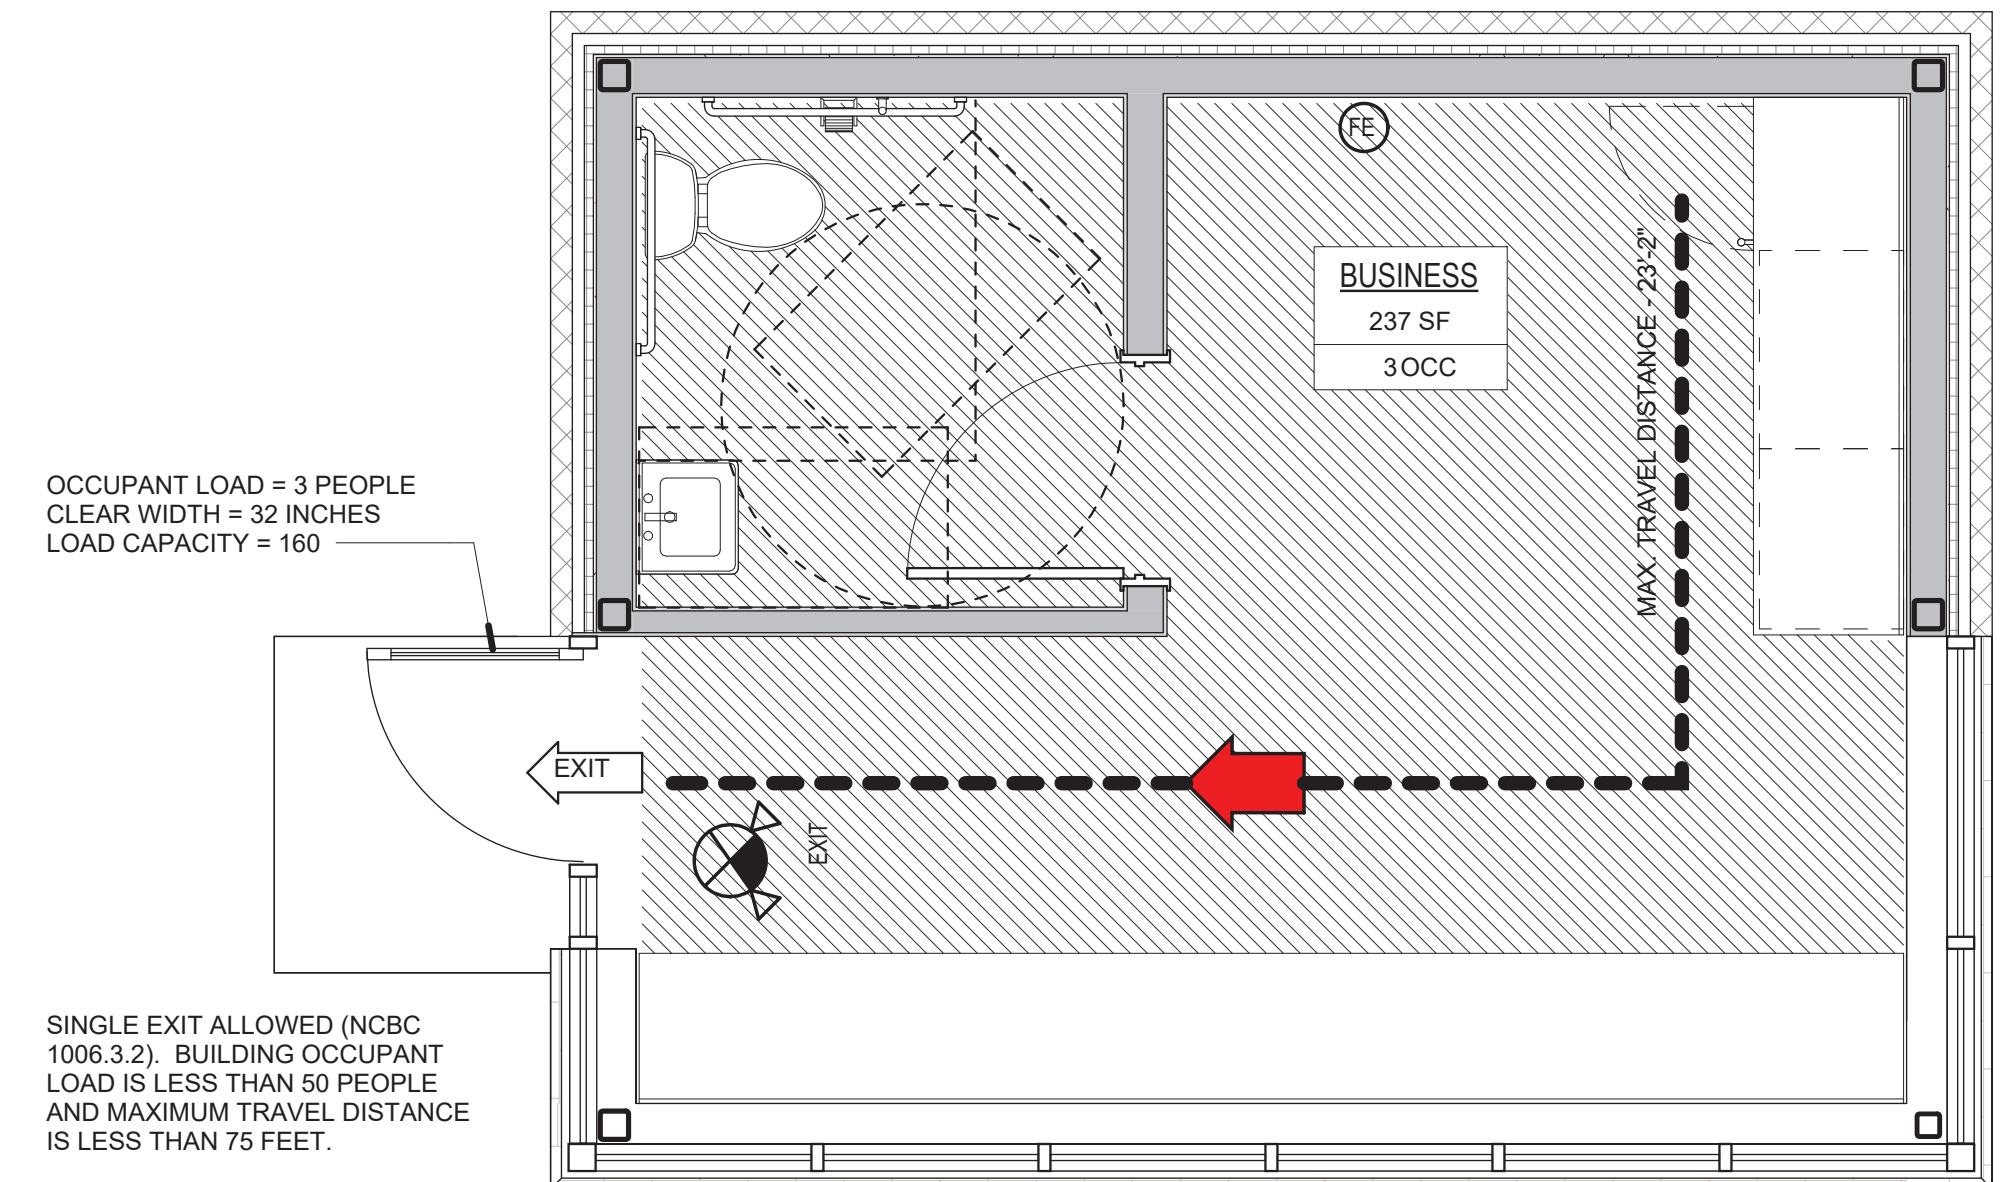 FE
BUSINESS
237 SF
3 OCC
MAX. TRAVEL DISTANCE - 23'-2"
OCCUPANT LOAD = 3 PEOPLE
CLEAR WIDTH = 32 INCHES
LOAD CAPACITY = 160
EXIT
EXIT
SINGLE EXIT ALLOWED (NCBC
1006.3.2). BUILDING OCCUPANT
LOAD IS LESS THAN 50 PEOPLE
AND MAXIMUM TRAVEL DISTANCE
IS LESS THAN 75 FEET.